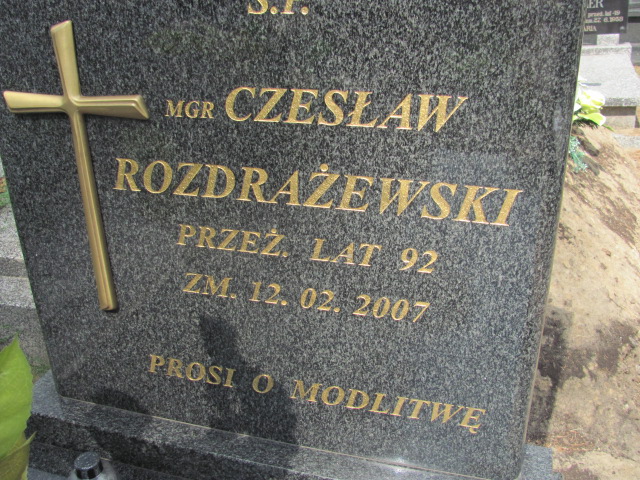 Ś.P.
MGR CZESŁAW
ROZDRAŻEWSKI
PRZEŻ. LAT 92
ZM. 12. 02. 2007
PROSI O MODLITWĘ